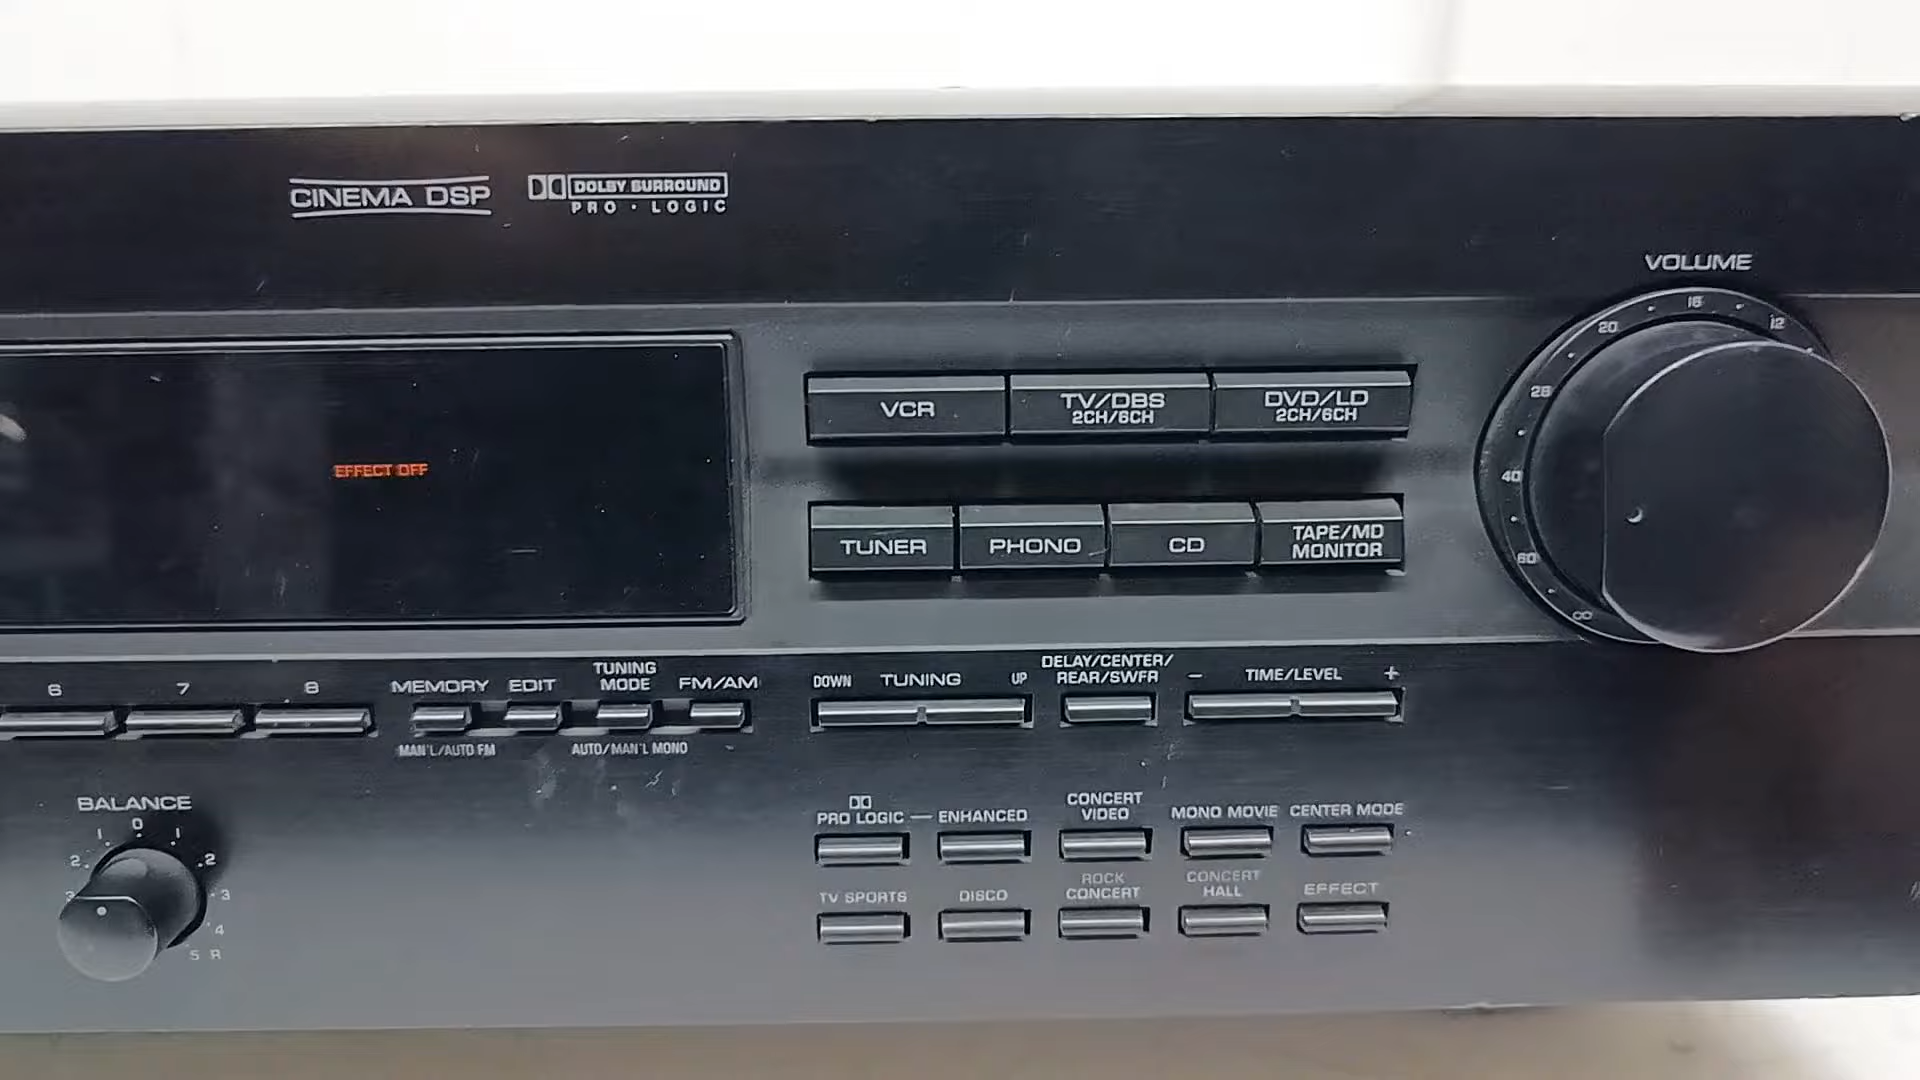 CINEMA DSP
DOLBY SURROUND
PRO · LOGIC
VOLUME
16
20
12
28
40
60
∞
EFFECT OFF
VCR
TV/DBS
2CH/6CH
DVD/LD
2CH/6CH
TUNER
PHONO
CD
TAPE/MD
MONITOR
6
7
8
MEMORY
EDIT
TUNING
MODE
FM/AM
MAN'L/AUTO FM
AUTO/MAN'L MONO
DOWN TUNING UP
DELAY/CENTER/
REAR/SWFR
– TIME/LEVEL +
BALANCE
0
1 1
2 2
3 3
4
5 R
PRO LOGIC — ENHANCED
CONCERT
VIDEO
MONO MOVIE
CENTER MODE
TV SPORTS
DISCO
ROCK
CONCERT
CONCERT
HALL
EFFECT